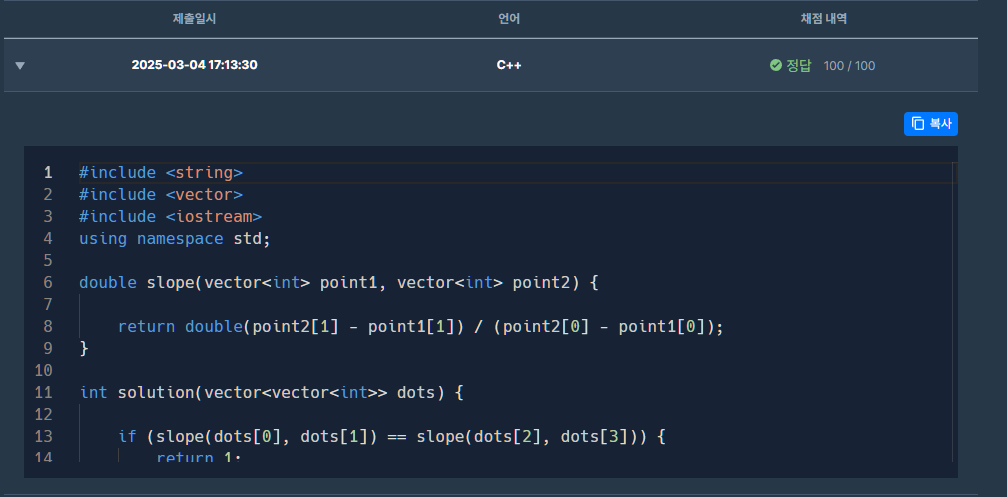 제출일시 언어 채점 내역
2025-03-04 17:13:30 C++ 정답 100 / 100
복사
1 #include <string>
2 #include <vector>
3 #include <iostream>
4 using namespace std;
5
6 double slope(vector<int> point1, vector<int> point2) {
7
8     return double(point2[1] - point1[1]) / (point2[0] - point1[0]);
9 }
10
11 int solution(vector<vector<int>> dots) {
12
13     if (slope(dots[0], dots[1]) == slope(dots[2], dots[3])) {
14         return 1;